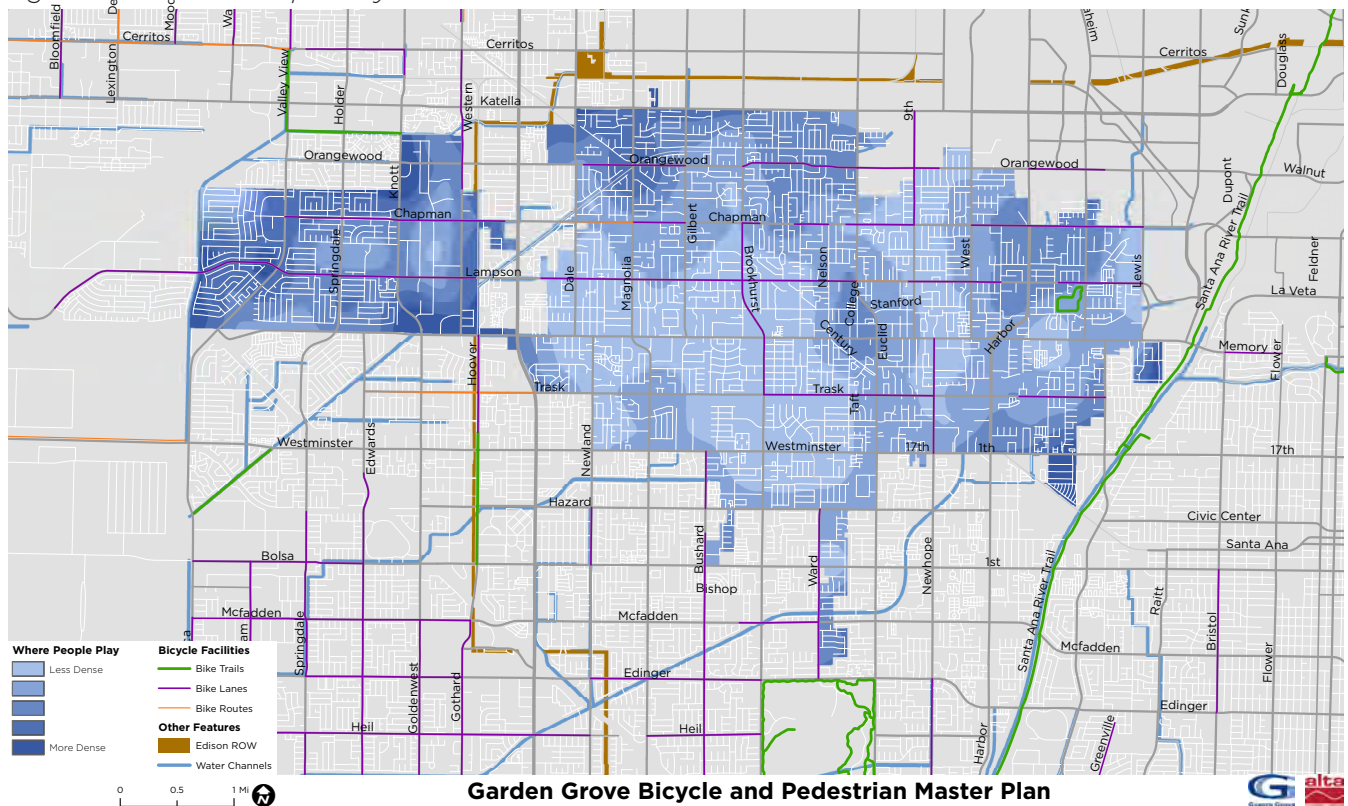 Bloomfield
Lexington
Cerritos
Valley View
Holder
Western
Cerritos
Katella
9th
Cerritos
Douglass
Orangewood
Knott
Orangewood
Orangewood
Walnut
Dupont
Chapman
Gilbert
Chapman
Springdale
Lampson
Dale
Magnolia
Brookhurst
Nelson
College
Stanford
West
Lewis
Santa Ana River Trail
Feldner
La Veta
Century
Euclid
Harbor
Memory
Flower
Hoover
Trask
Trask
Taft
Westminster
Edwards
Newland
Westminster
17th
1th
17th
Hazard
Civic Center
Santa Ana
Bolsa
Bushard
Ward
Newhope
1st
Bishop
Santa Ana River Trail
Raitt
Bristol
Mcfadden
Springdale
Mcfadden
Mcfadden
Flower
Goldenwest
Gothard
Edinger
Edinger
Heil
Heil
Harbor
Greenville
Where People Play
Less Dense
More Dense
Bicycle Facilities
Bike Trails
Bike Lanes
Bike Routes
Other Features
Edison ROW
Water Channels
0 0.5 1 Mi
N
Garden Grove Bicycle and Pedestrian Master Plan
GARDEN GROVE
alta